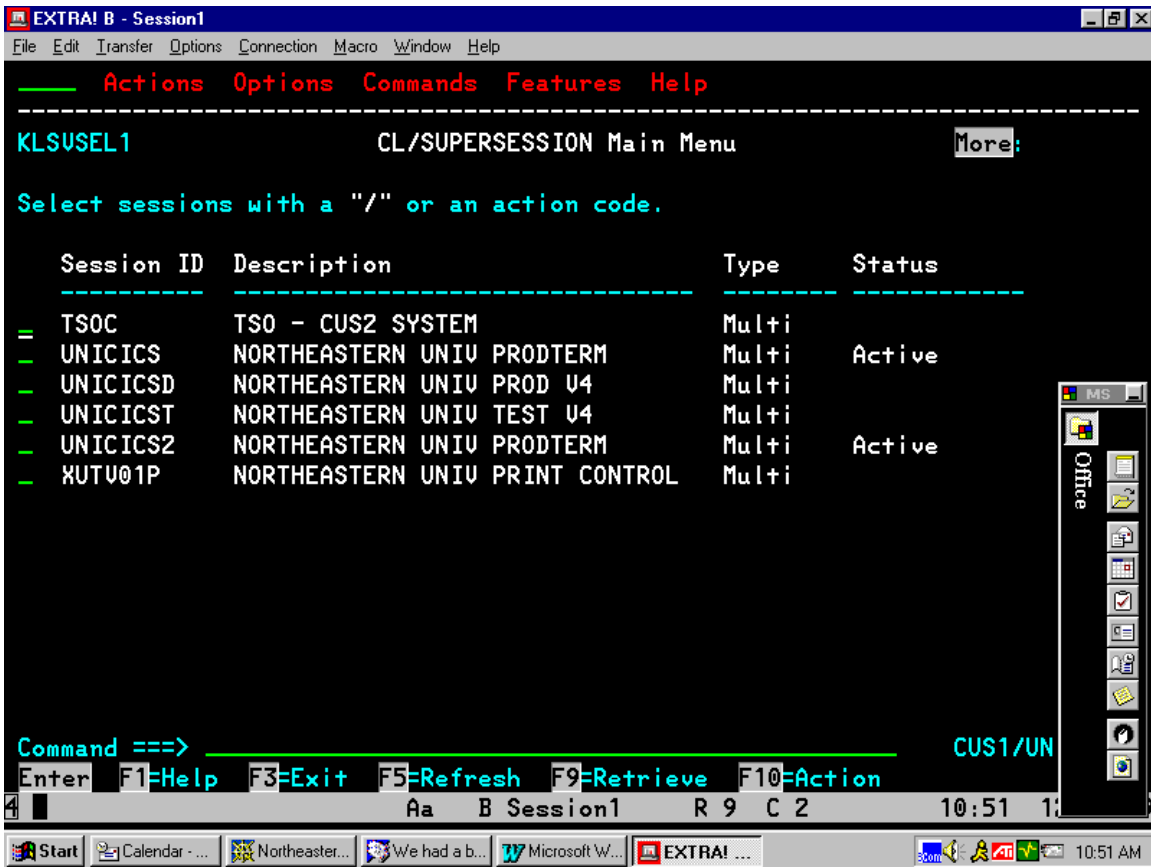 EXTRA! B - Session1
File Edit Transfer Options Connection Macro Window Help
Actions Options Commands Features Help
KLSVSEL1 CL/SUPERSESSION Main Menu More:
Select sessions with a "/" or an action code.
Session ID Description Type Status
TSOC TSO - CUS2 SYSTEM Multi
UNICICS NORTHEASTERN UNIV PRODTERM Multi Active
UNICICSD NORTHEASTERN UNIV PROD V4 Multi
UNICICST NORTHEASTERN UNIV TEST V4 Multi
UNICICS2 NORTHEASTERN UNIV PRODTERM Multi Active
XUTV01P NORTHEASTERN UNIV PRINT CONTROL Multi
MS
Office
Command ===> CUS1/UN
Enter F1=Help F3=Exit F5=Refresh F9=Retrieve F10=Action
4 Aa B Session1 R 9 C 2 10:51
Start Calendar - ... Northeaster... We had a b... Microsoft W... EXTRA! ... 3Com ATI 10:51 AM